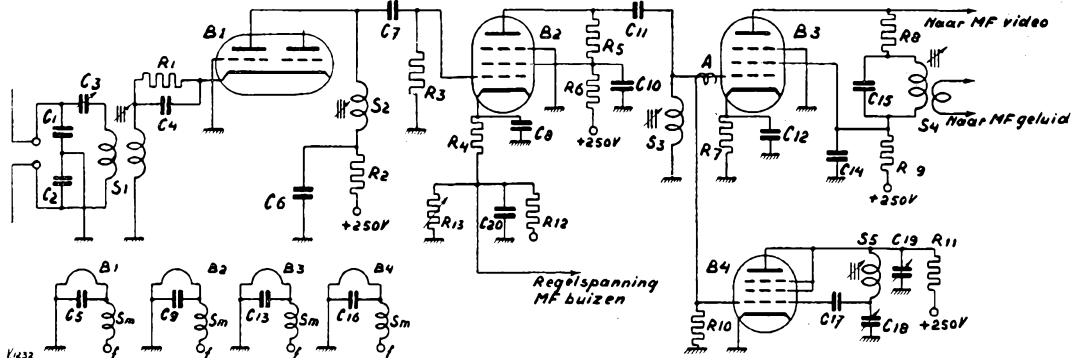 B1
C7
R1
C3
C4
C1
C2
S1
R3
S2
C6
R2
+250V
B2
R5
R6
C10
+250V
C8
R4
R13
C20
R12
Regelspanning
MF buizen
C11
A
S3
B3
R7
C12
C14
R8
C15
S4
R9
+250V
Naar MF video
Naar MF geluid
B4
R10
C17
S5
C19
R11
C18
+250V
B1
C5
Sm
f
B2
C9
Sm
f
B3
C13
Sm
f
B4
C16
Sm
f
V1232